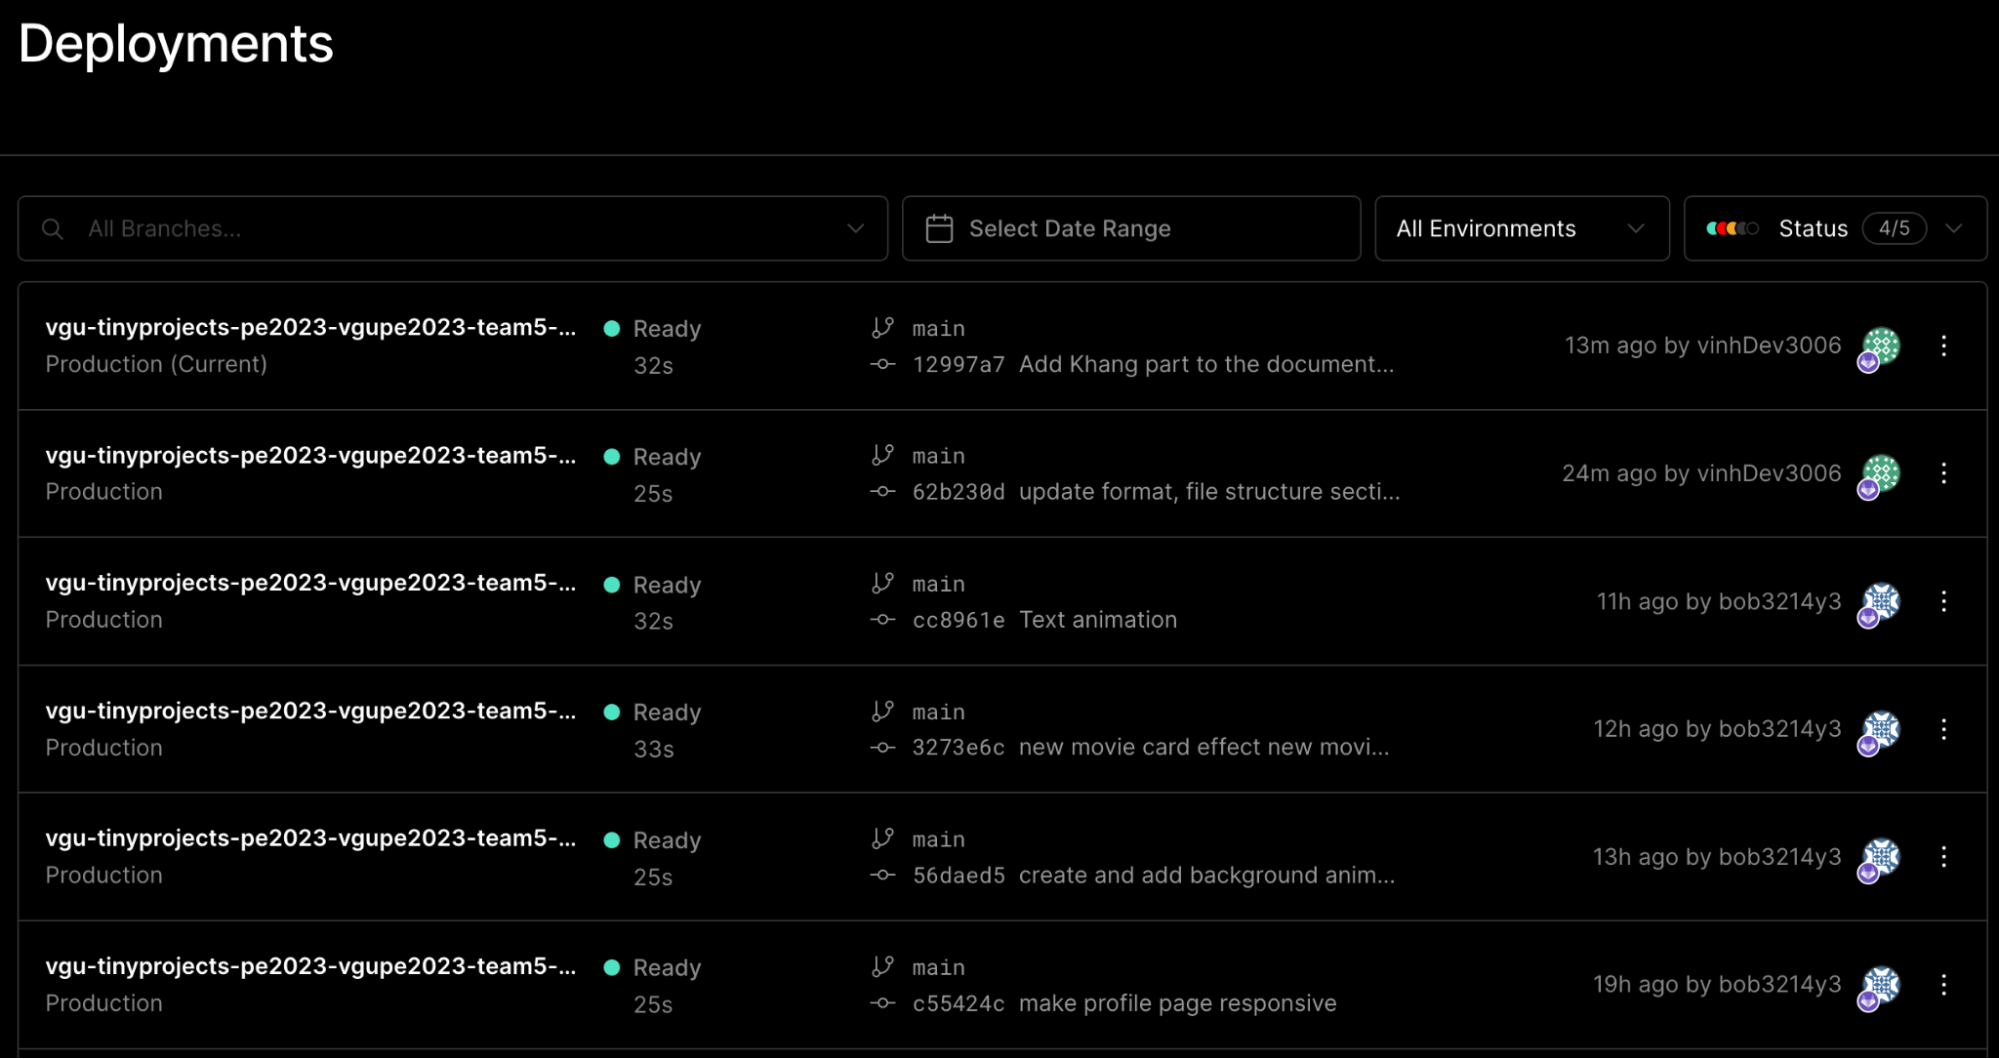 Deployments
All Branches...
Select Date Range
All Environments
Status 4/5
vgu-tinyprojects-pe2023-vgupe2023-team5-... Ready main 13m ago by vinhDev3006
Production (Current) 32s 12997a7 Add Khang part to the document...
vgu-tinyprojects-pe2023-vgupe2023-team5-... Ready main 24m ago by vinhDev3006
Production 25s 62b230d update format, file structure secti...
vgu-tinyprojects-pe2023-vgupe2023-team5-... Ready main 11h ago by bob3214y3
Production 32s cc8961e Text animation
vgu-tinyprojects-pe2023-vgupe2023-team5-... Ready main 12h ago by bob3214y3
Production 33s 3273e6c new movie card effect new movi...
vgu-tinyprojects-pe2023-vgupe2023-team5-... Ready main 13h ago by bob3214y3
Production 25s 56daed5 create and add background anim...
vgu-tinyprojects-pe2023-vgupe2023-team5-... Ready main 19h ago by bob3214y3
Production 25s c55424c make profile page responsive